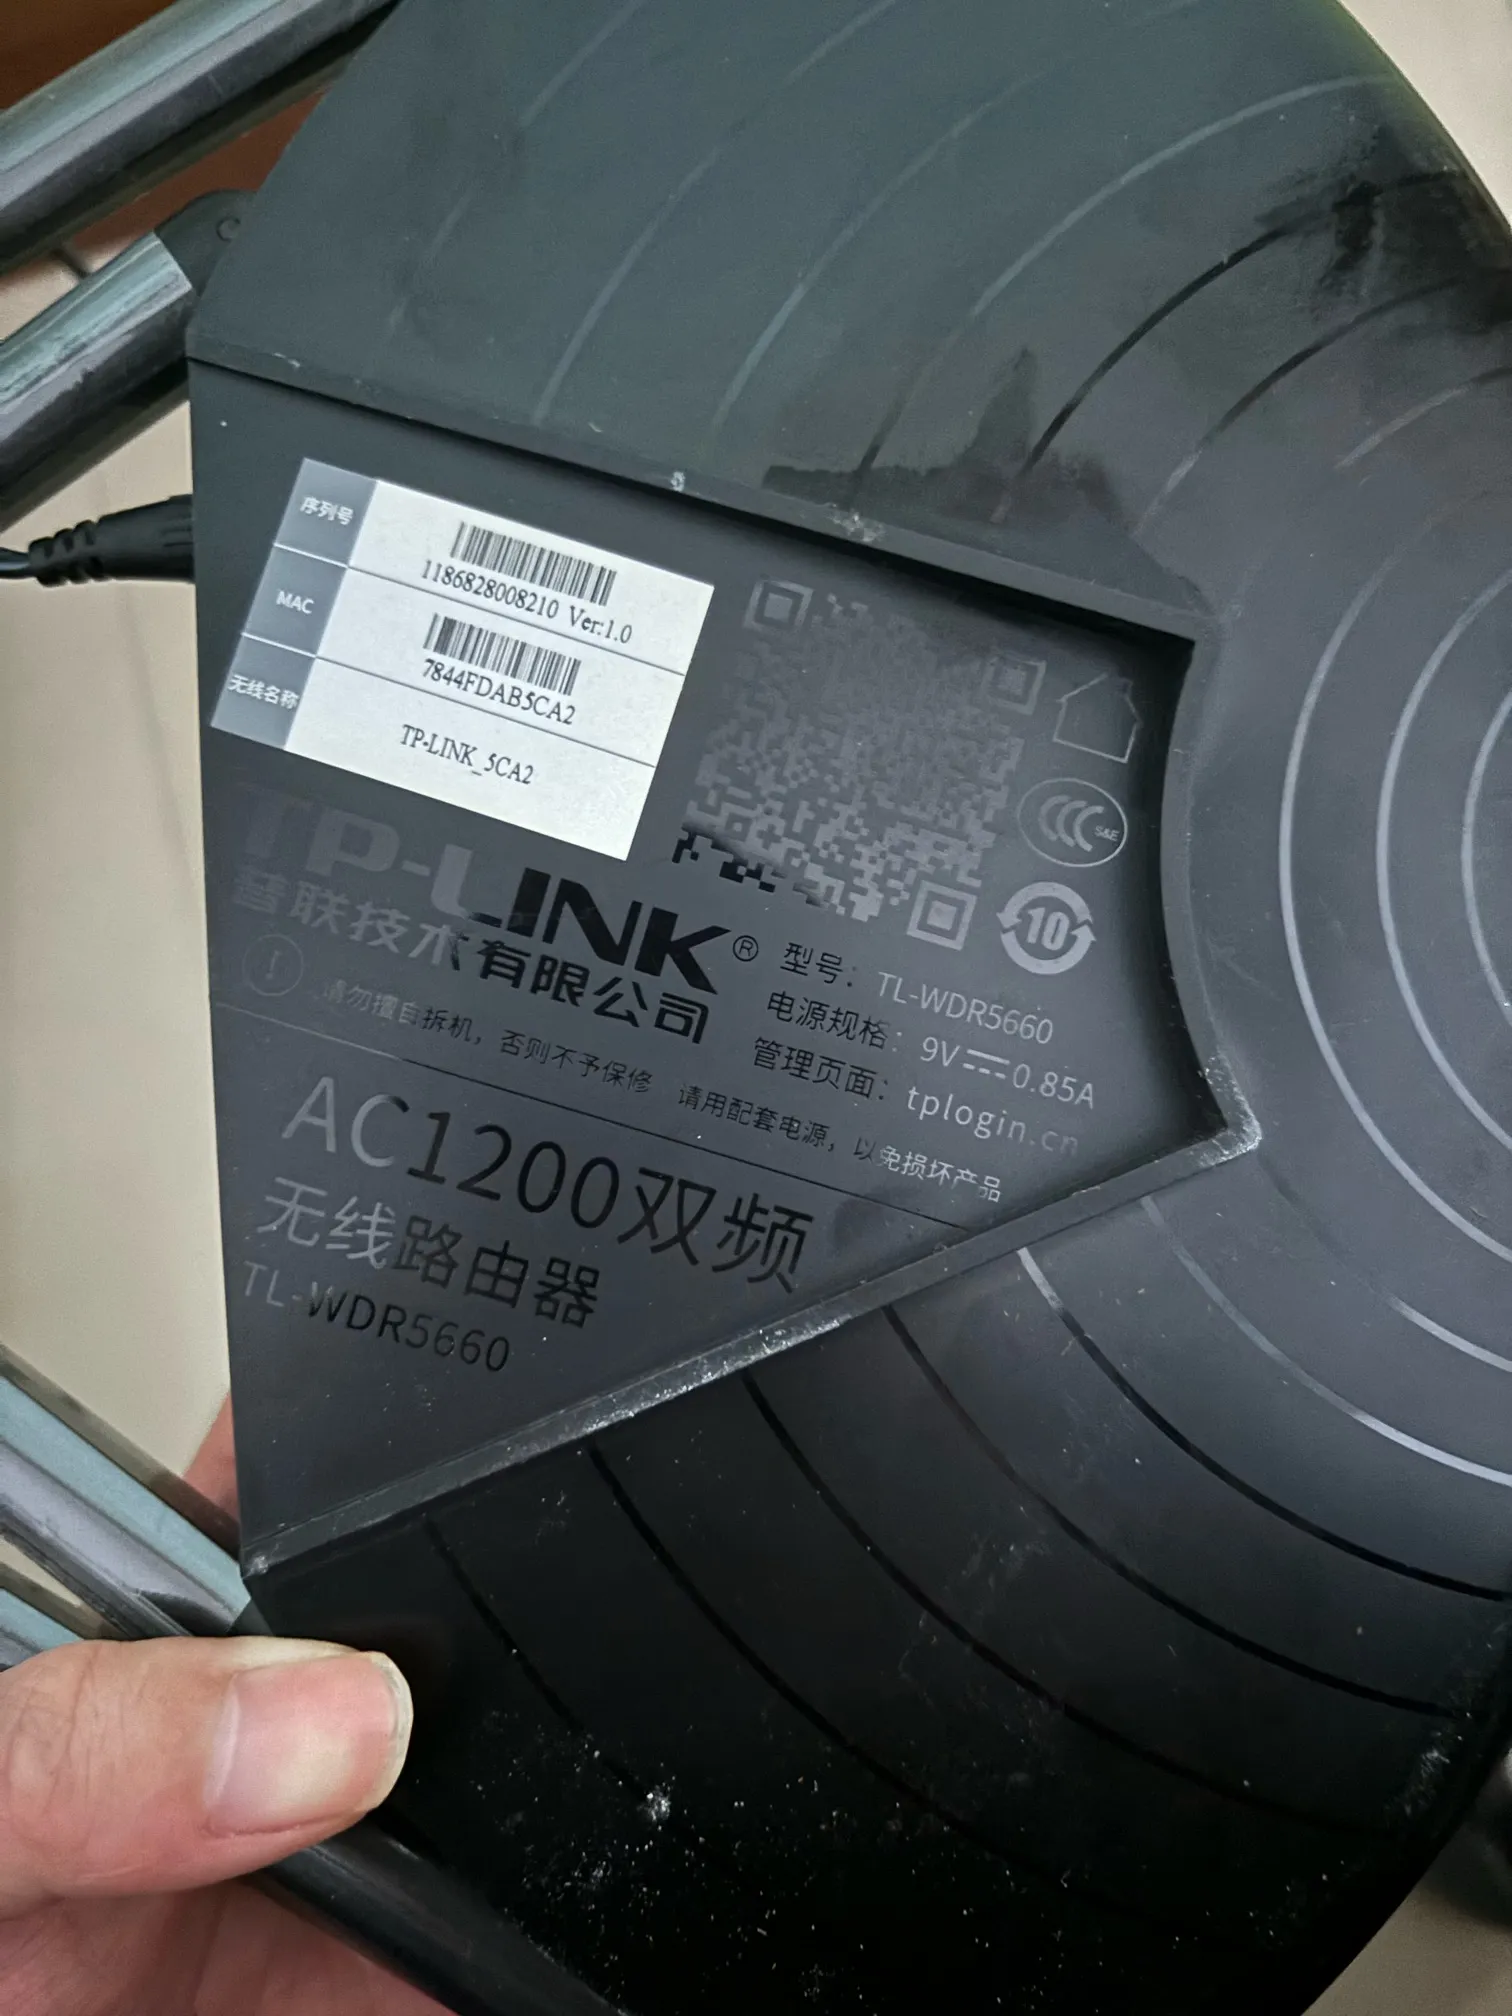 序列号
1186828008210 Ver:1.0
MAC
7844FDAB5CA2
无线名称
TP-LINK_5CA2
TP-LINK®
普联技术有限公司
S&E
10
型号：TL-WDR5660
电源规格：9V⎓0.85A
管理页面：tplogin.cn
! 请勿擅自拆机，否则不予保修 请用配套电源，以免损坏产品
AC1200双频
无线路由器
TL-WDR5660